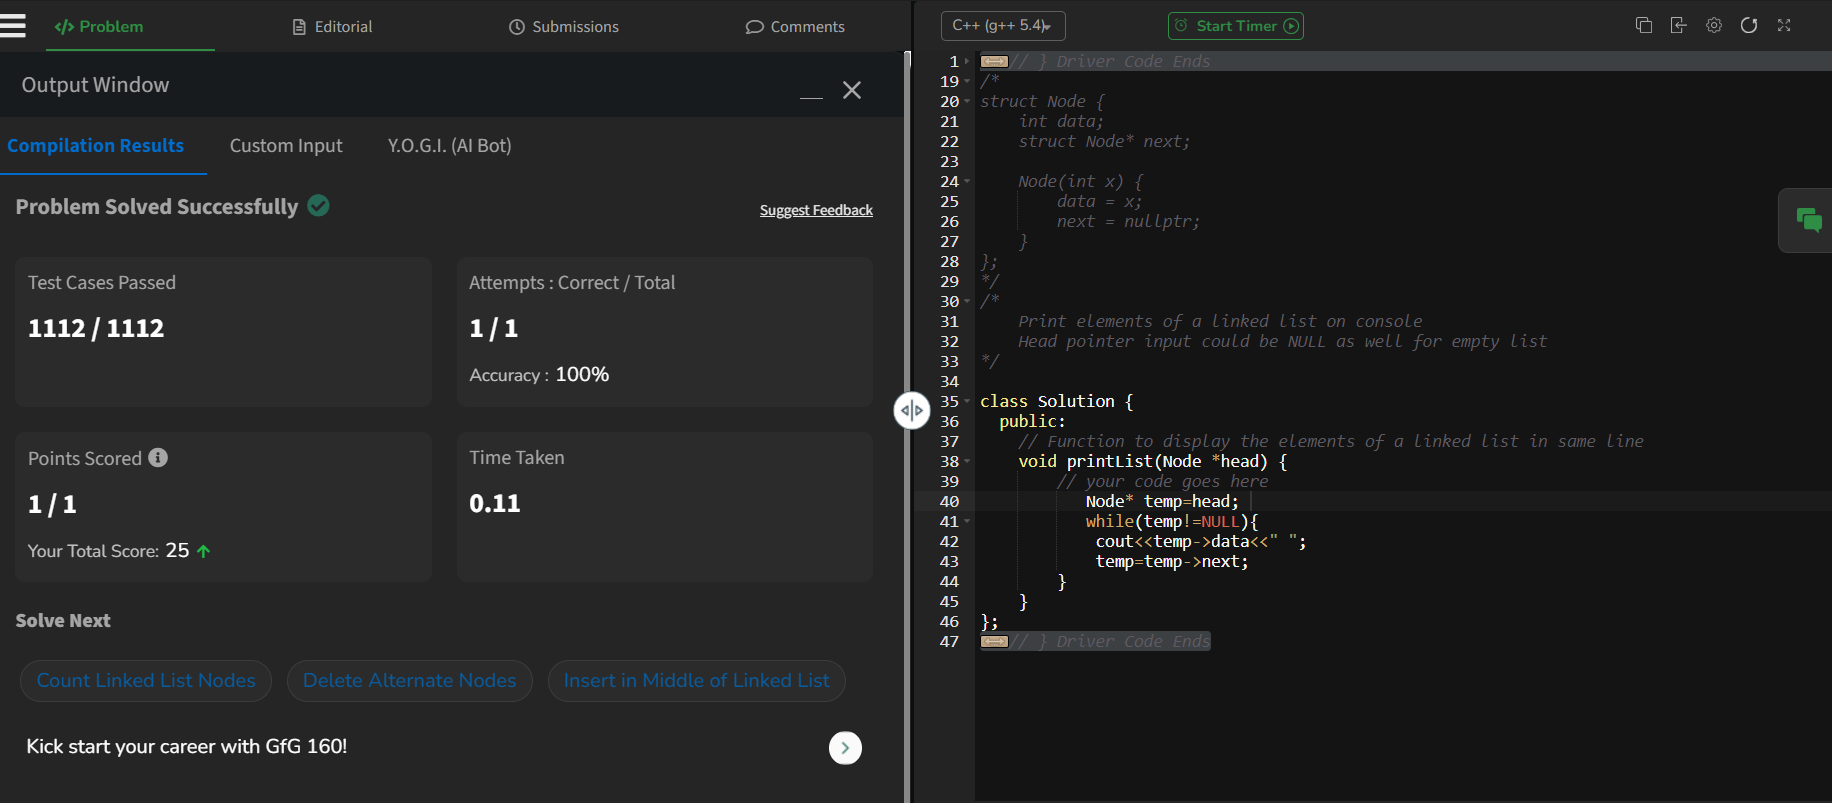 </> Problem
Editorial
Submissions
Comments
Output Window
Compilation Results
Custom Input
Y.O.G.I. (AI Bot)
Problem Solved Successfully
Suggest Feedback
Test Cases Passed
1112 / 1112
Attempts : Correct / Total
1 / 1
Accuracy : 100%
Points Scored
1 / 1
Your Total Score: 25
Time Taken
0.11
Solve Next
Count Linked List Nodes
Delete Alternate Nodes
Insert in Middle of Linked List
Kick start your career with GfG 160!
C++ (g++ 5.4)
Start Timer
1 // } Driver Code Ends
19 /*
20 struct Node {
21     int data;
22     struct Node* next;
23
24     Node(int x) {
25         data = x;
26         next = nullptr;
27     }
28 };
29 */
30 /*
31     Print elements of a linked list on console
32     Head pointer input could be NULL as well for empty list
33 */
34
35 class Solution {
36   public:
37     // Function to display the elements of a linked list in same line
38     void printList(Node *head) {
39         // your code goes here
40            Node* temp=head;
41            while(temp!=NULL){
42             cout<<temp->data<<" ";
43             temp=temp->next;
44         }
45     }
46 };
47 // } Driver Code Ends